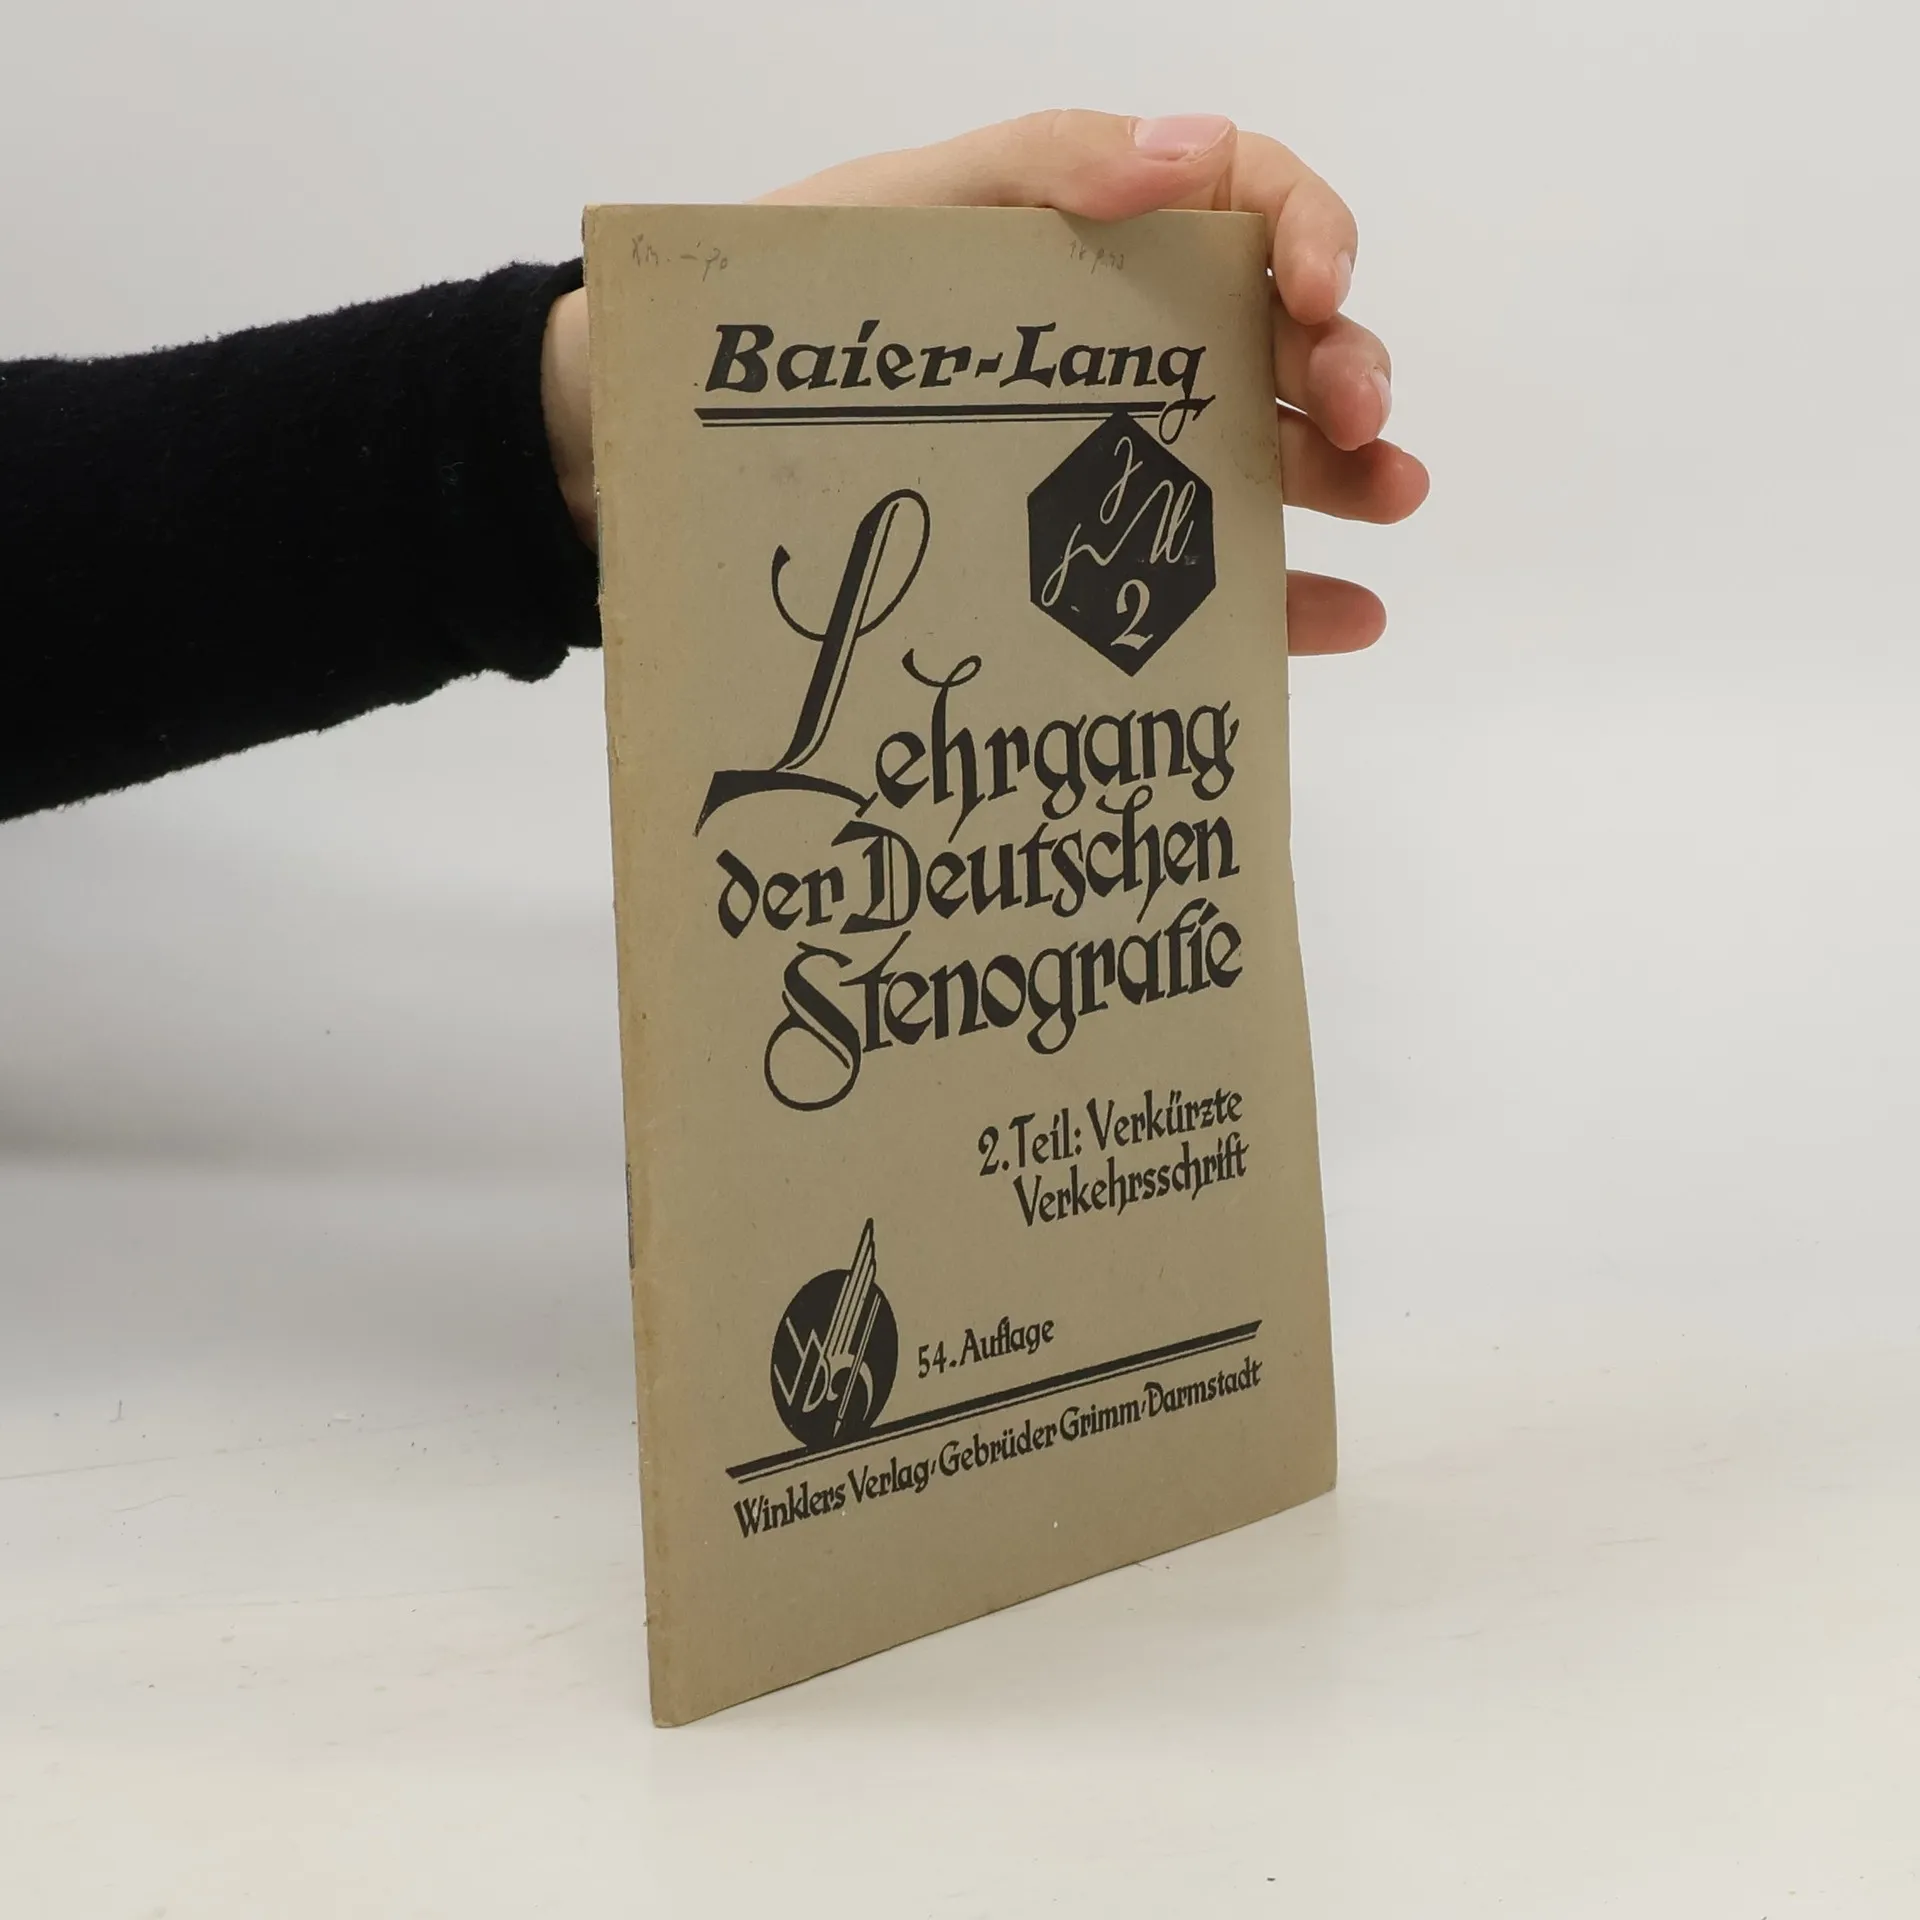 Baier-Lang
2
Lehrgang
der Deutschen
Stenografie
2. Teil: Verkürzte
Verkehrsschrift
54. Auflage
Winklers Verlag, Gebrüder Grimm, Darmstadt